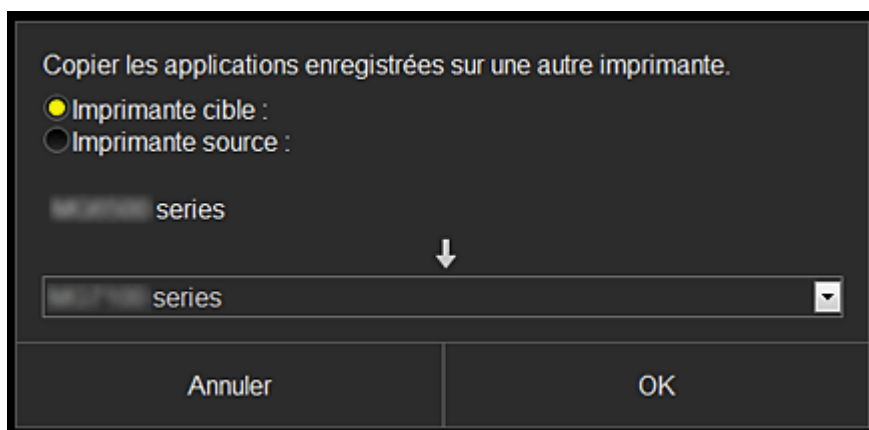 Copier les applications enregistrées sur une autre imprimante.
Imprimante cible :
Imprimante source :
series
series
Annuler
OK